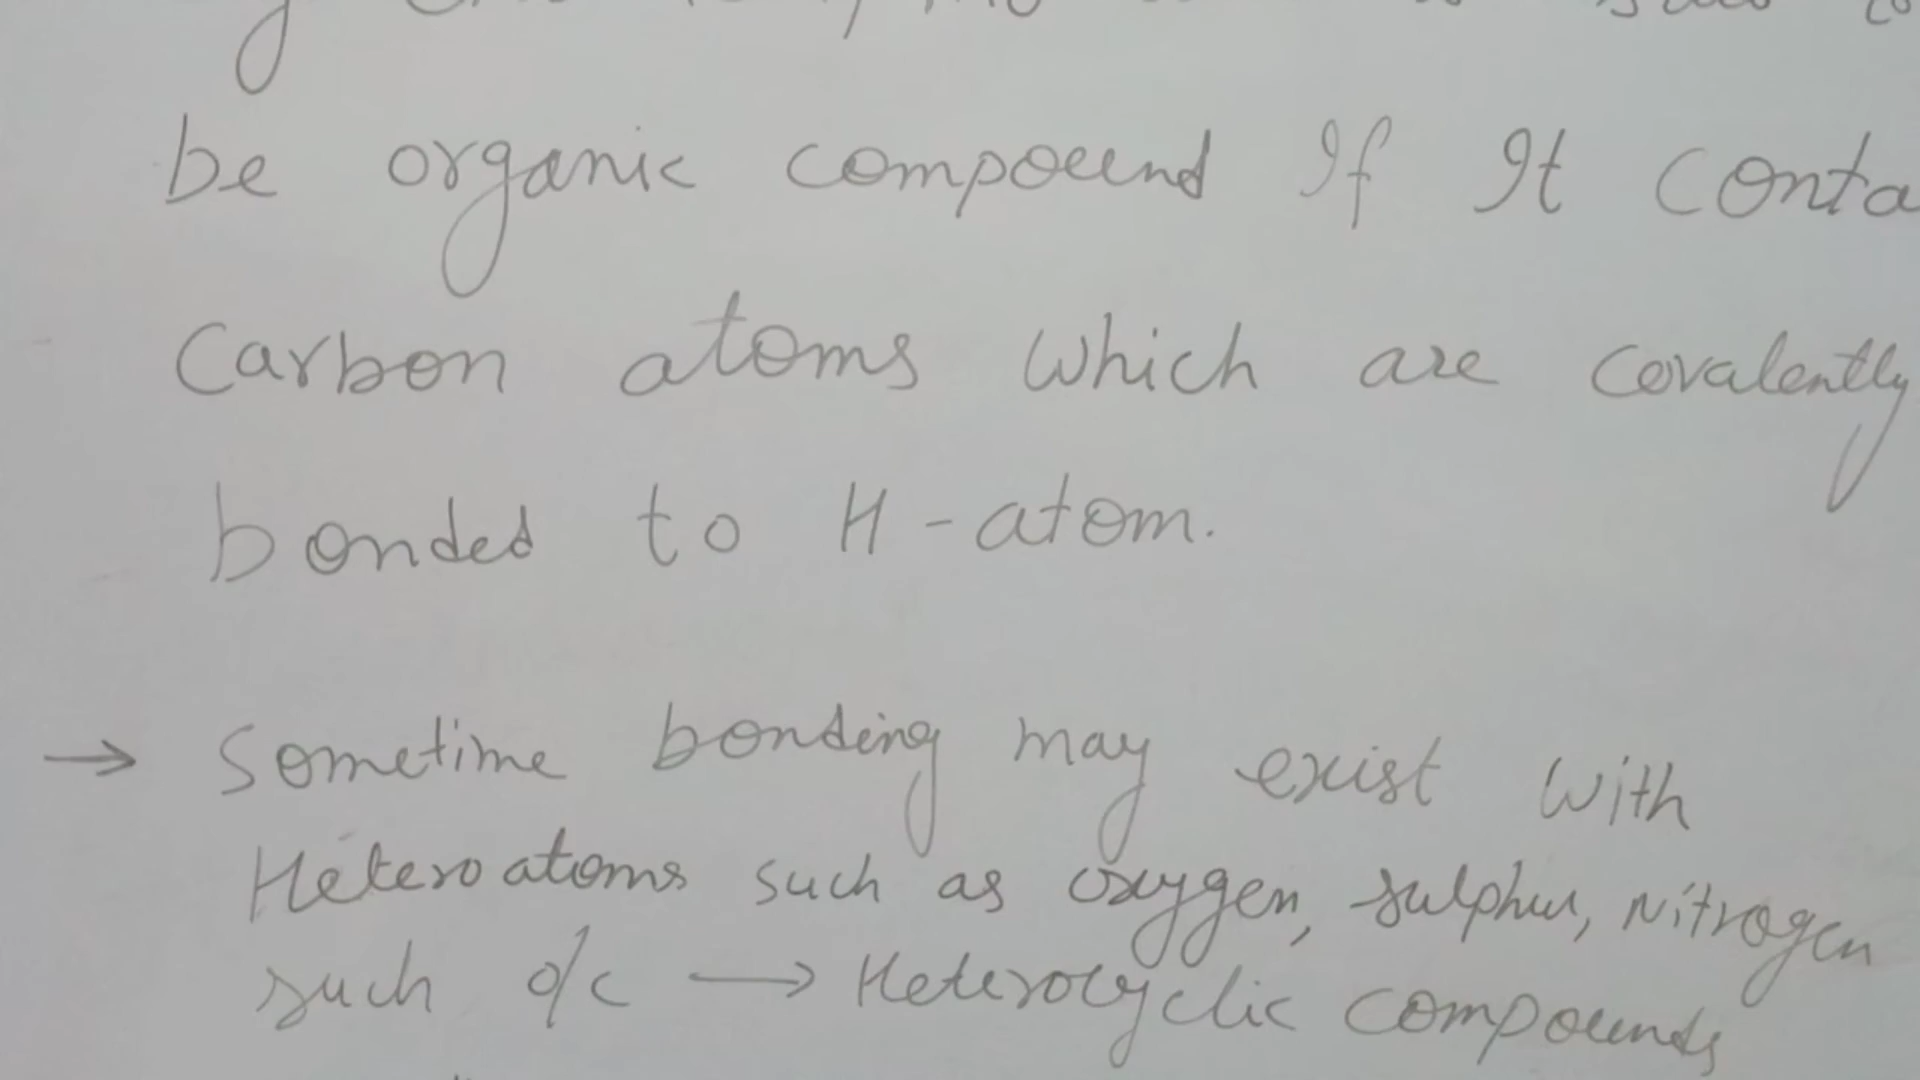 be organic compound If It conta
Carbon atoms which are covalently
bonded to H-atom.
→ Sometime bonding may exist with
Heteroatoms such as oxygen, sulphur, Nitrogen
such o/c → Heterocyclic compounds